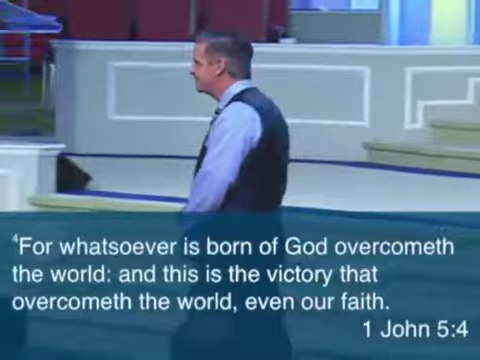 ⁴For whatsoever is born of God overcometh
the world: and this is the victory that
overcometh the world, even our faith.
1 John 5:4